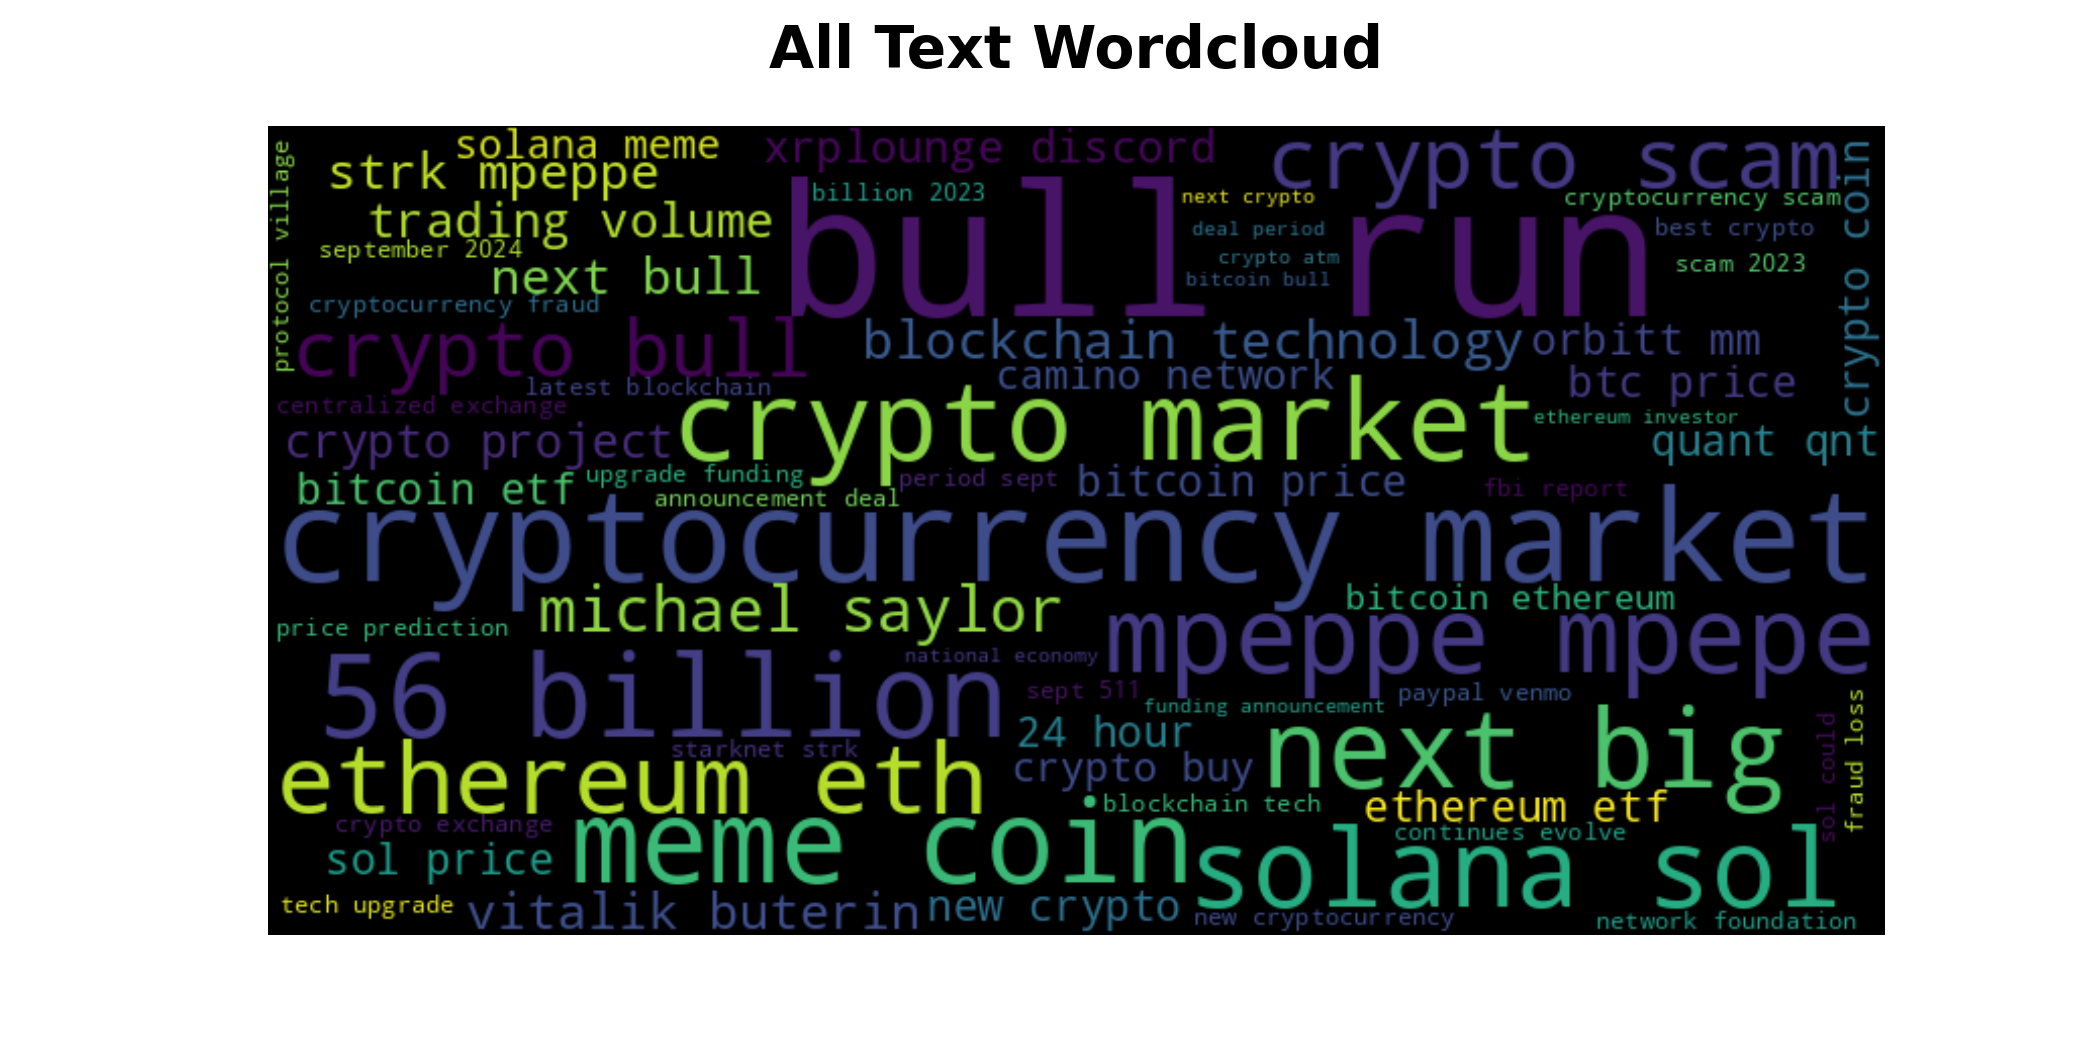 All Text Wordcloud
protocol village
solana meme
xrplounge discord
crypto scam
crypto coin
strk mpeppe
billion 2023
next crypto
cryptocurrency scam
trading volume
bull run
deal period
best crypto
september 2024
crypto atm
scam 2023
next bull
bitcoin bull
cryptocurrency fraud
crypto bull
blockchain technology
orbitt mm
latest blockchain
camino network
btc price
centralized exchange
crypto market
ethereum investor
crypto project
quant qnt
bitcoin etf
upgrade funding
period sept
bitcoin price
fbi report
announcement deal
cryptocurrency market
michael saylor
bitcoin ethereum
price prediction
mpeppe mpepe
56 billion
national economy
sept 511
paypal venmo
funding announcement
24 hour
next big
sol could
fraud loss
starknet strk
ethereum eth
crypto buy
blockchain tech
ethereum etf
crypto exchange
meme coin
continues evolve
sol price
solana sol
tech upgrade
vitalik buterin
new crypto
new cryptocurrency
network foundation